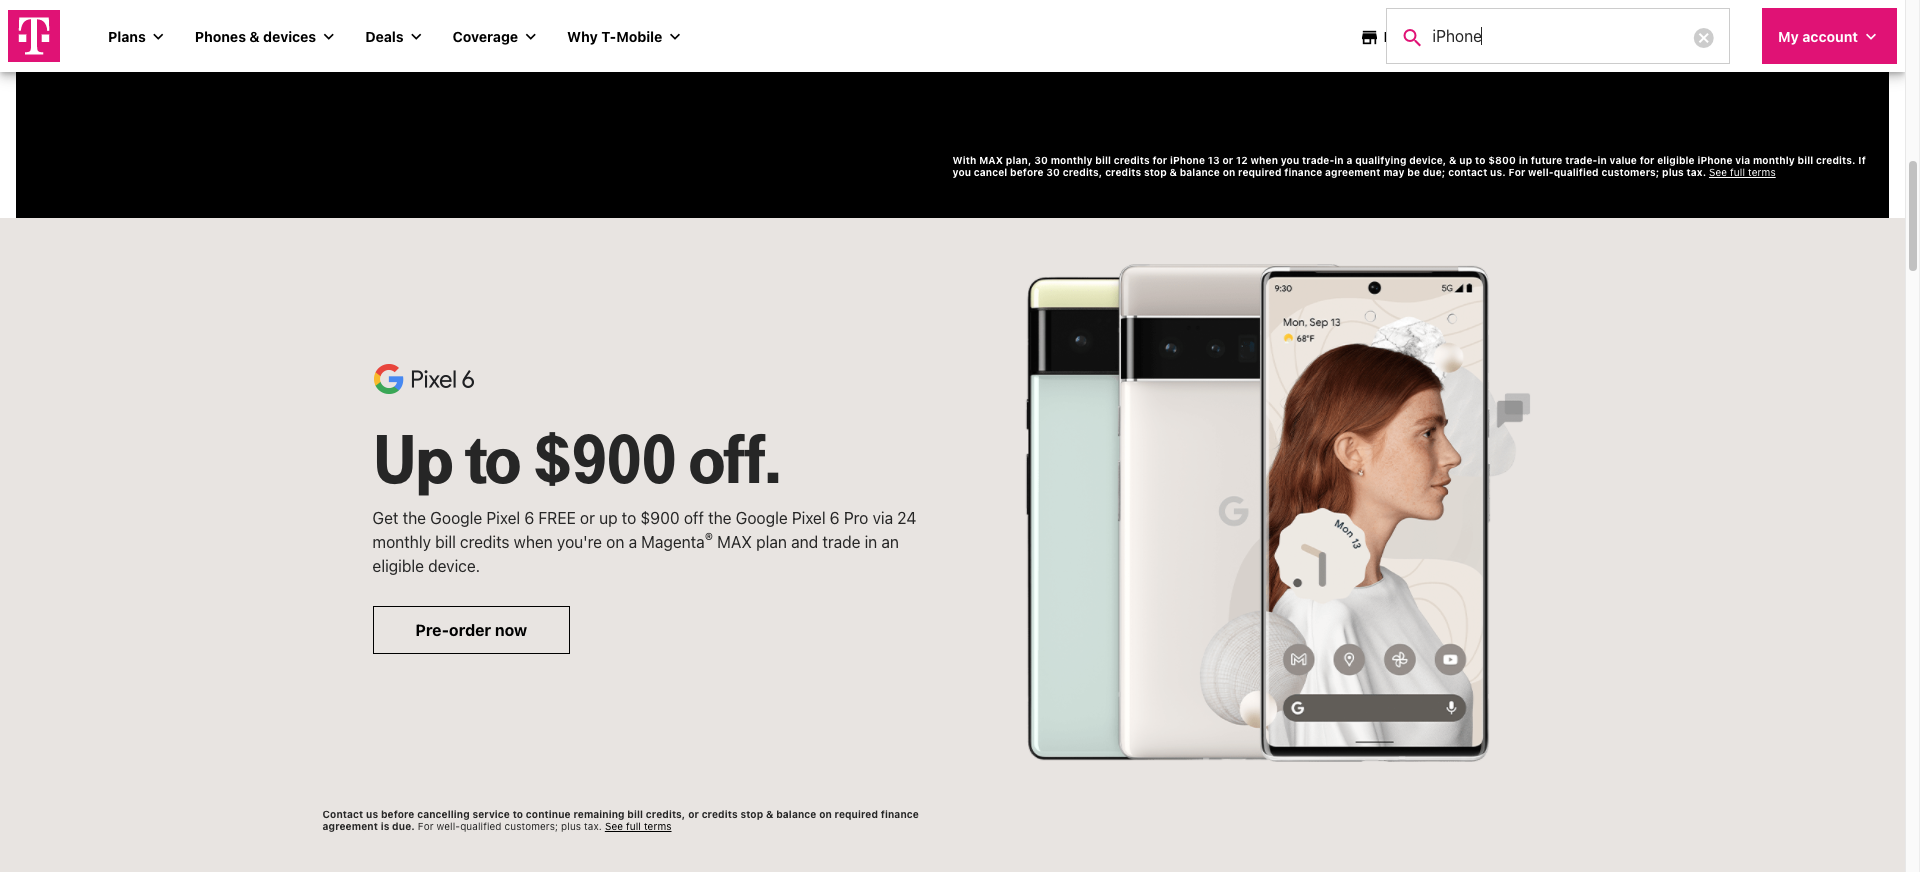 Plans
Phones & devices
Deals
Coverage
Why T-Mobile
iPhone
My account
With MAX plan, 30 monthly bill credits for iPhone 13 or 12 when you trade-in a qualifying device, & up to $800 in future trade-in value for eligible iPhone via monthly bill credits. If
you cancel before 30 credits, credits stop & balance on required finance agreement may be due; contact us. For well-qualified customers; plus tax. See full terms
Pixel 6
Up to $900 off.
Get the Google Pixel 6 FREE or up to $900 off the Google Pixel 6 Pro via 24
monthly bill credits when you're on a Magenta® MAX plan and trade in an
eligible device.
Pre-order now
9:30
5G
Mon, Sep 13
68°F
Mon 13
Contact us before cancelling service to continue remaining bill credits, or credits stop & balance on required finance
agreement is due. For well-qualified customers; plus tax. See full terms